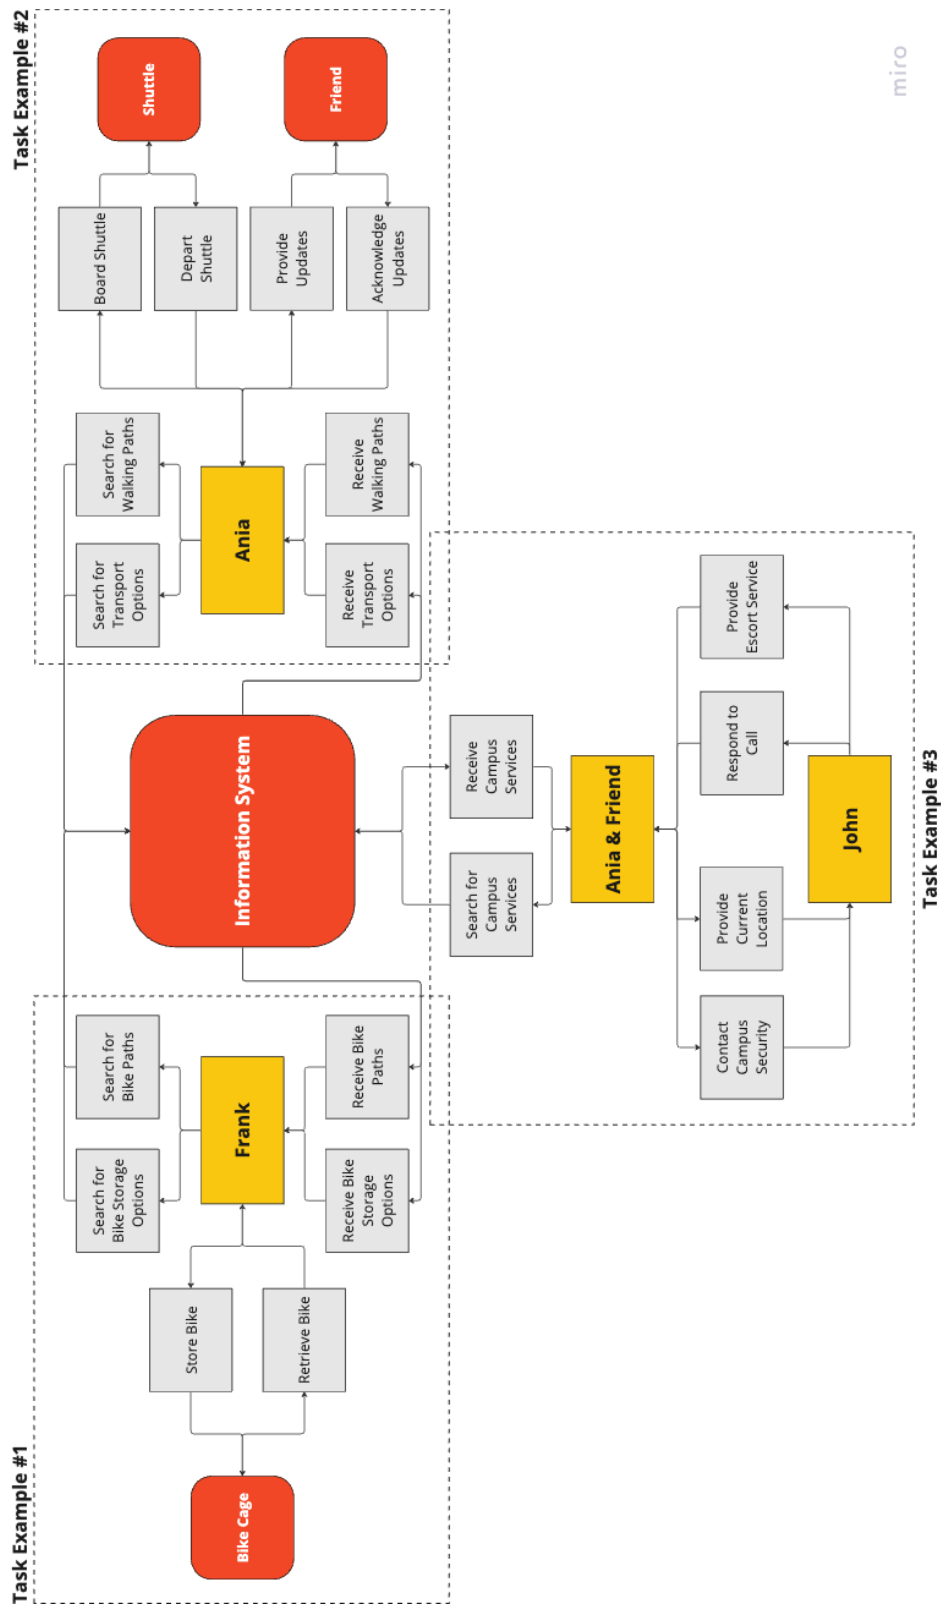 Task Example #1
Task Example #2
Search for
Bike Storage
Options
Search for
Bike Paths
Search for
Transport
Options
Search for
Walking Paths
Board Shuttle
Shuttle
Store Bike
Depart
Shuttle
Bike Cage
Frank
Information System
Ania
Retrieve Bike
Provide
Updates
Friend
Receive Bike
Storage
Options
Receive Bike
Paths
Receive
Transport
Options
Receive
Walking Paths
Acknowledge
Updates
Search for
Campus
Services
Receive
Campus
Services
Ania & Friend
Contact
Campus
Security
Provide
Current
Location
Respond to
Call
Provide
Escort Service
John
Task Example #3
miro